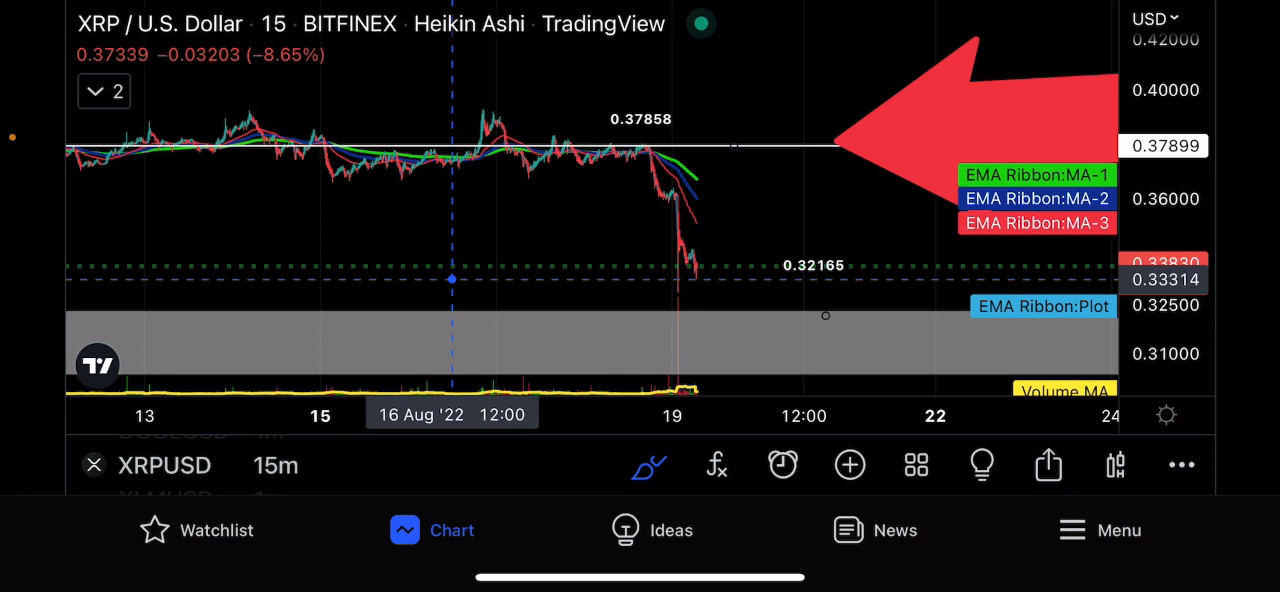 XRP / U.S. Dollar · 15 · BITFINEX · Heikin Ashi · TradingView
USD
0.42000
0.37339 −0.03203 (−8.65%)
2
0.40000
0.37858
0.37899
EMA Ribbon:MA-1
EMA Ribbon:MA-2
0.36000
EMA Ribbon:MA-3
0.32165
0.33830
0.33314
EMA Ribbon:Plot
0.32500
0.31000
Volume MA
13
15
16 Aug '22 12:00
19
12:00
22
24
XRPUSD 15m
Watchlist
Chart
Ideas
News
Menu